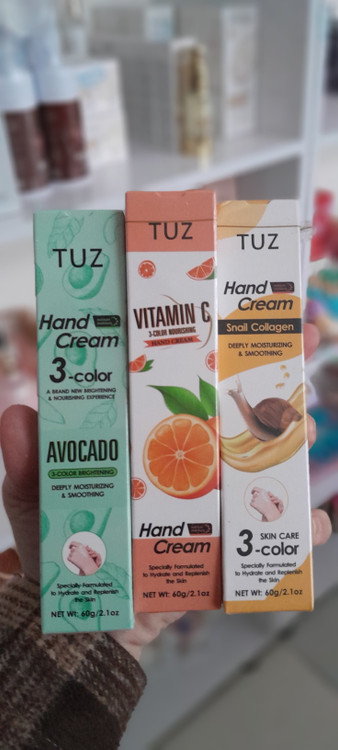 TUZ
Hand
Cream
3-color
A BRAND NEW BRIGHTENING
& NOURISHING EXPERIENCE
AVOCADO
3-COLOR BRIGHTENING
DEEPLY MOISTURIZING
& SMOOTHING
Specially Formulated
to Hydrate and Replenish
the Skin
NET Wt: 60g/2.1oz
TUZ
VITAMIN C
3-COLOR NOURISHING
HAND CREAM
Hand
Cream
Specially Formulated
to Hydrate and Replenish
the Skin
NET Wt: 60g/2.1oz
TUZ
Hand
Cream
Snail Collagen
DEEPLY MOISTURIZING
& SMOOTHING
SKIN CARE
3-color
Specially Formulated
to Hydrate and Replenish
the Skin
NET Wt: 60g/2.1oz